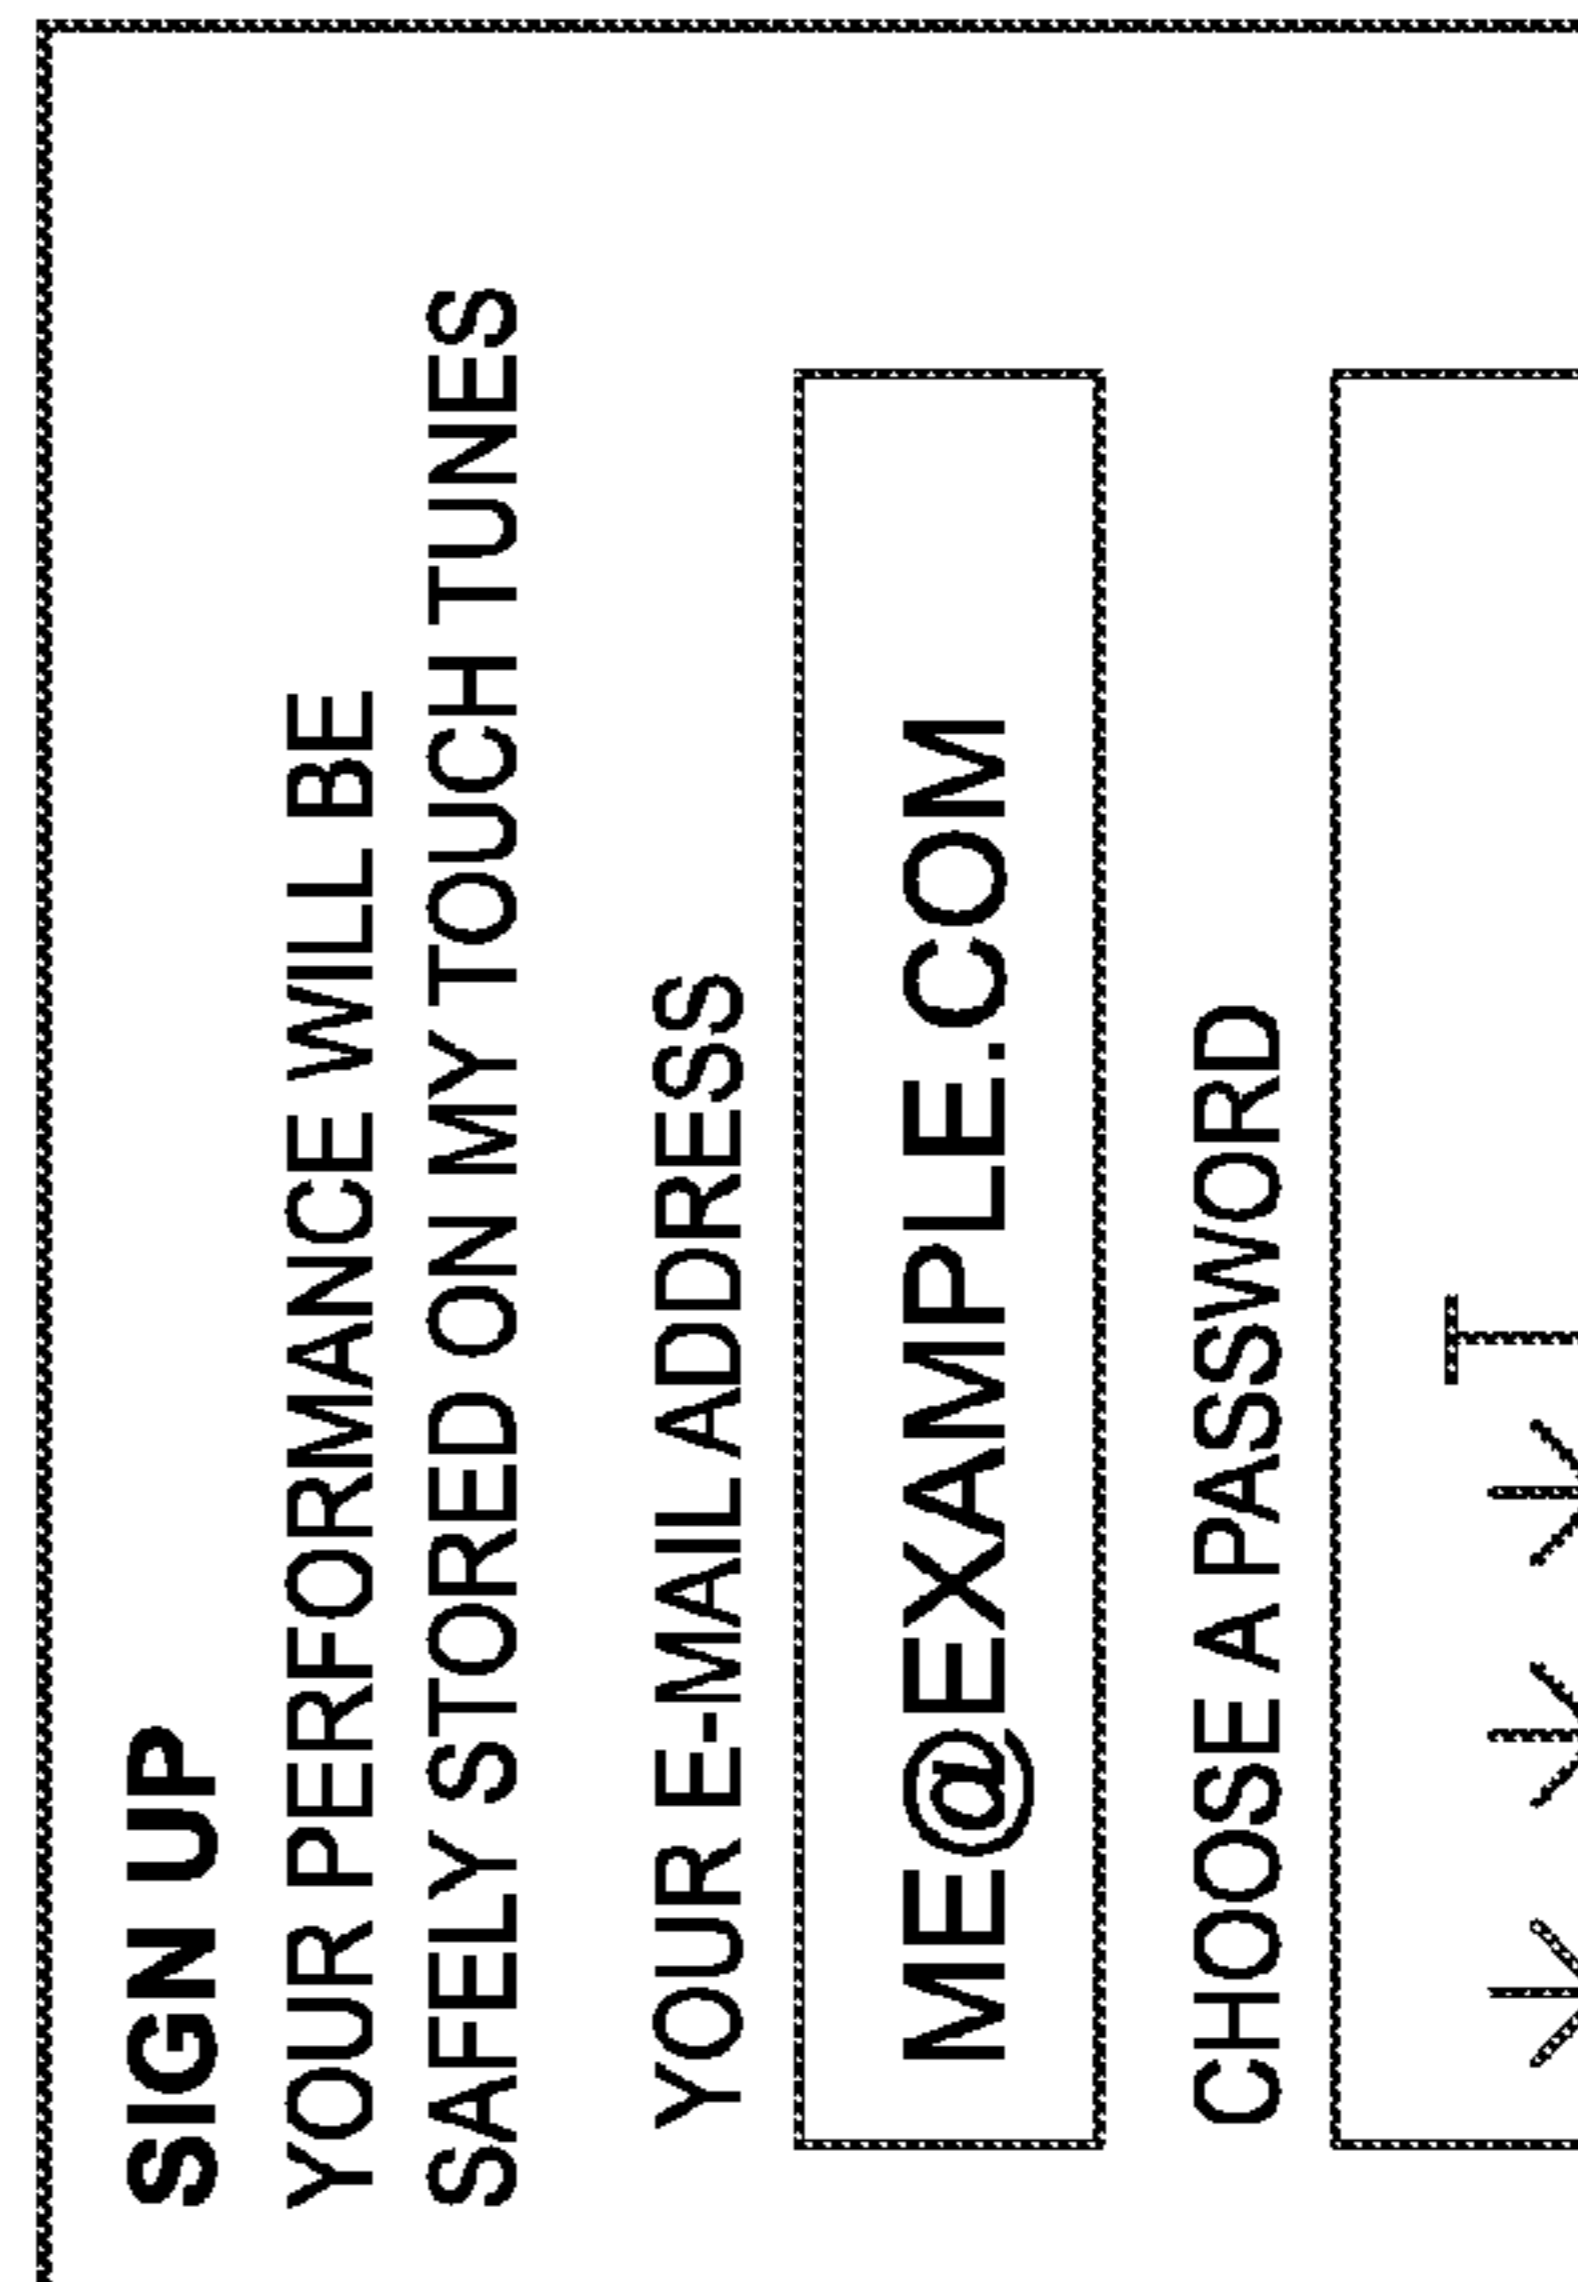 SIGN UP
YOUR PERFORMANCE WILL BE
SAFELY STORED ON MY TOUCH TUNES
YOUR E-MAIL ADDRESS
ME@EXAMPLE.COM
CHOOSE A PASSWORD
* * *